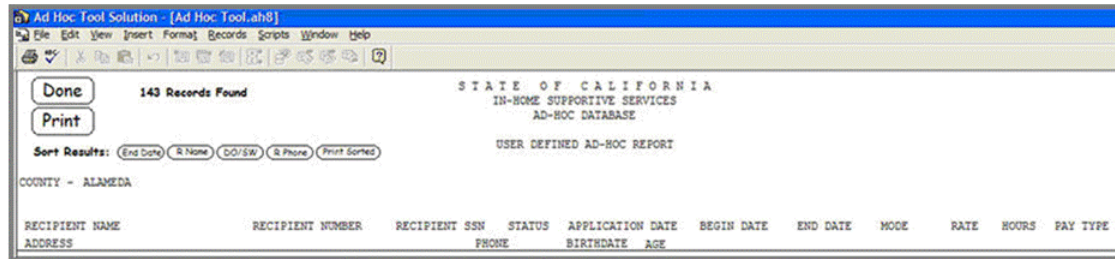 Ad Hoc Tool Solution - [Ad Hoc Tool.ah8]
File Edit View Insert Format Records Scripts Window Help
Done
143 Records Found
Print
STATE OF CALIFORNIA
IN-HOME SUPPORTIVE SERVICES
AD-HOC DATABASE
USER DEFINED AD-HOC REPORT
Sort Results: End Date R Name DO/SW R Phone Print Sorted
COUNTY - ALAMEDA
RECIPIENT NAME RECIPIENT NUMBER RECIPIENT SSN STATUS APPLICATION DATE BEGIN DATE END DATE MODE RATE HOURS PAY TYPE
ADDRESS PHONE BIRTHDATE AGE